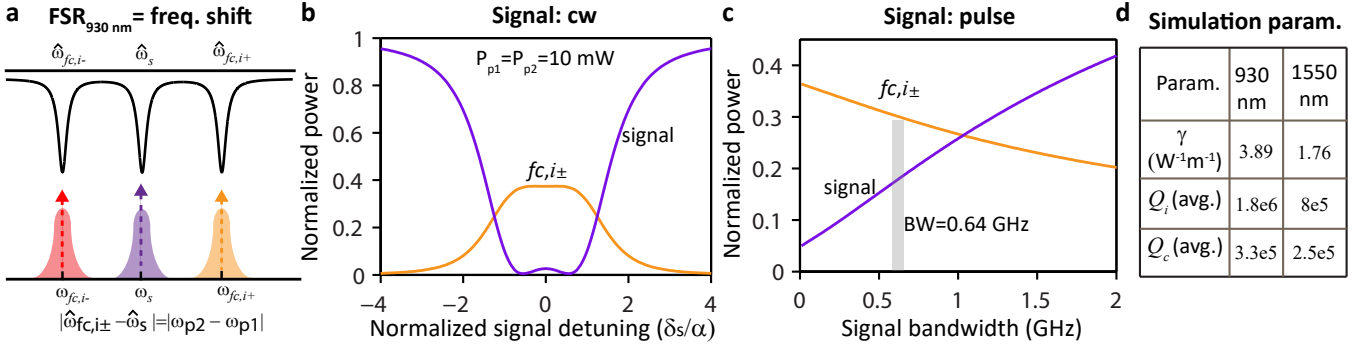 a FSR930 nm= freq. shift
ω̂fc,i- ω̂s ω̂fc,i+
ωfc,i- ωs ωfc,i+
|ω̂fc,i± −ω̂s |=|ωp2 − ωp1|
b Signal: cw
Normalized power
1
0.8
0.6
0.4
0.2
0
Pp1=Pp2=10 mW
signal
fc,i±
−4 −2 0 2 4
Normalized signal detuning (δs/α)
c Signal: pulse
Normalized power
0.4
0.3
0.2
0.1
0
fc,i±
signal
BW=0.64 GHz
0 0.5 1 1.5 2
Signal bandwidth (GHz)
d Simulation param.
Param. 930 nm 1550 nm
γ (W-1m-1) 3.89 1.76
Qi (avg.) 1.8e6 8e5
Qc (avg.) 3.3e5 2.5e5